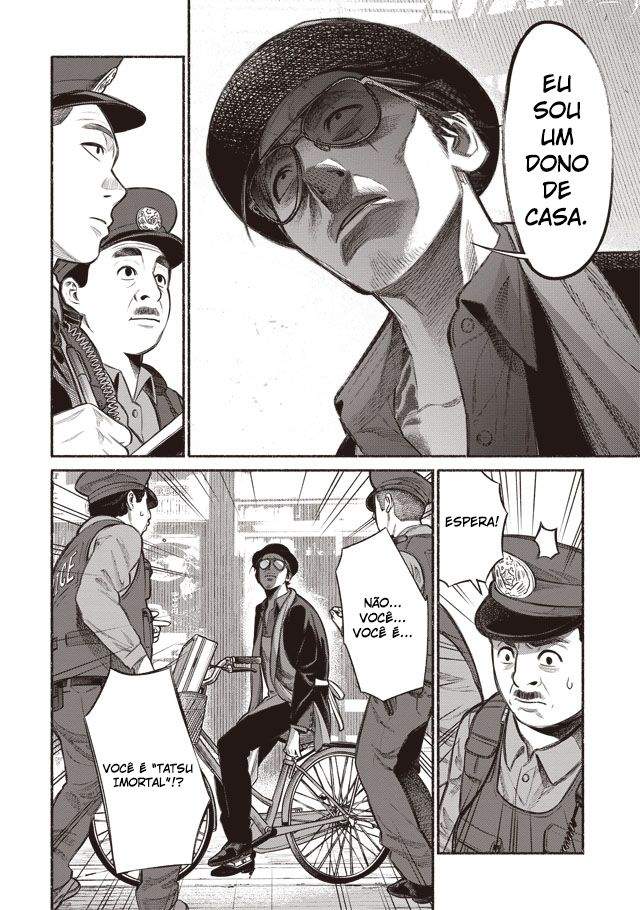 EU
SOU
UM
DONO
DE
CASA.
ESPERA!
NÃO...
VOCÊ...
VOCÊ É...
VOCÊ É "TATSU
IMORTAL"!?